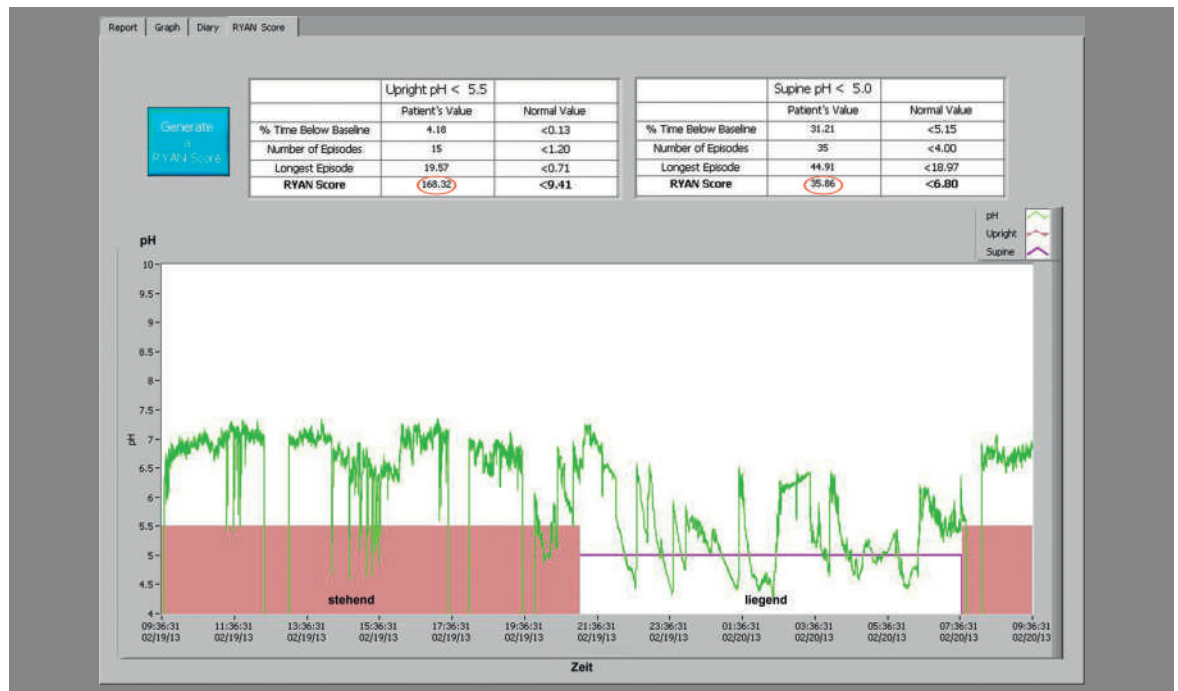 Report Graph Diary RYAN Score
Generate
a
RYAN Score
Upright pH < 5.5
Patient's Value Normal Value
% Time Below Baseline 4.18 <0.13
Number of Episodes 15 <1.20
Longest Episode 19.57 <0.71
RYAN Score 168.32 <9.41
Supine pH < 5.0
Patient's Value Normal Value
% Time Below Baseline 31.21 <5.15
Number of Episodes 35 <4.00
Longest Episode 44.91 <18.97
RYAN Score 35.86 <6.80
pH
Upright
Supine
pH
10
9.5
9
8.5
8
7.5
7
6.5
6
5.5
5
4.5
4
pH
stehend
liegend
09:36:31 11:36:31 13:36:31 15:36:31 17:36:31 19:36:31 21:36:31 23:36:31 01:36:31 03:36:31 05:36:31 07:36:31 09:36:31
02/19/13 02/19/13 02/19/13 02/19/13 02/19/13 02/19/13 02/19/13 02/19/13 02/20/13 02/20/13 02/20/13 02/20/13 02/20/13
Zeit